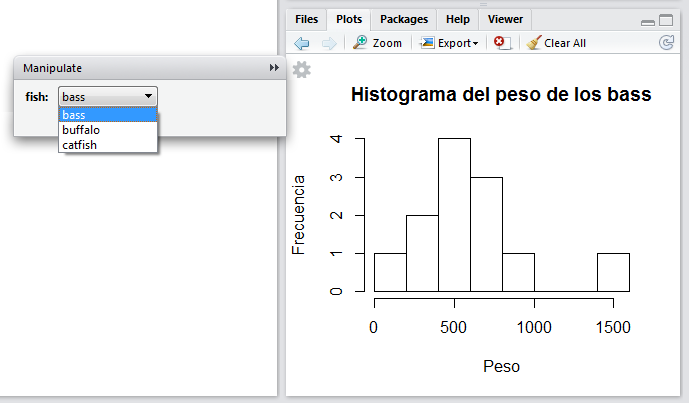 Files Plots Packages Help Viewer
Zoom Export Clear All
Manipulate
fish: bass
bass
buffalo
catfish
Histograma del peso de los bass
Frecuencia
4
3
2
1
0
0 500 1000 1500
Peso